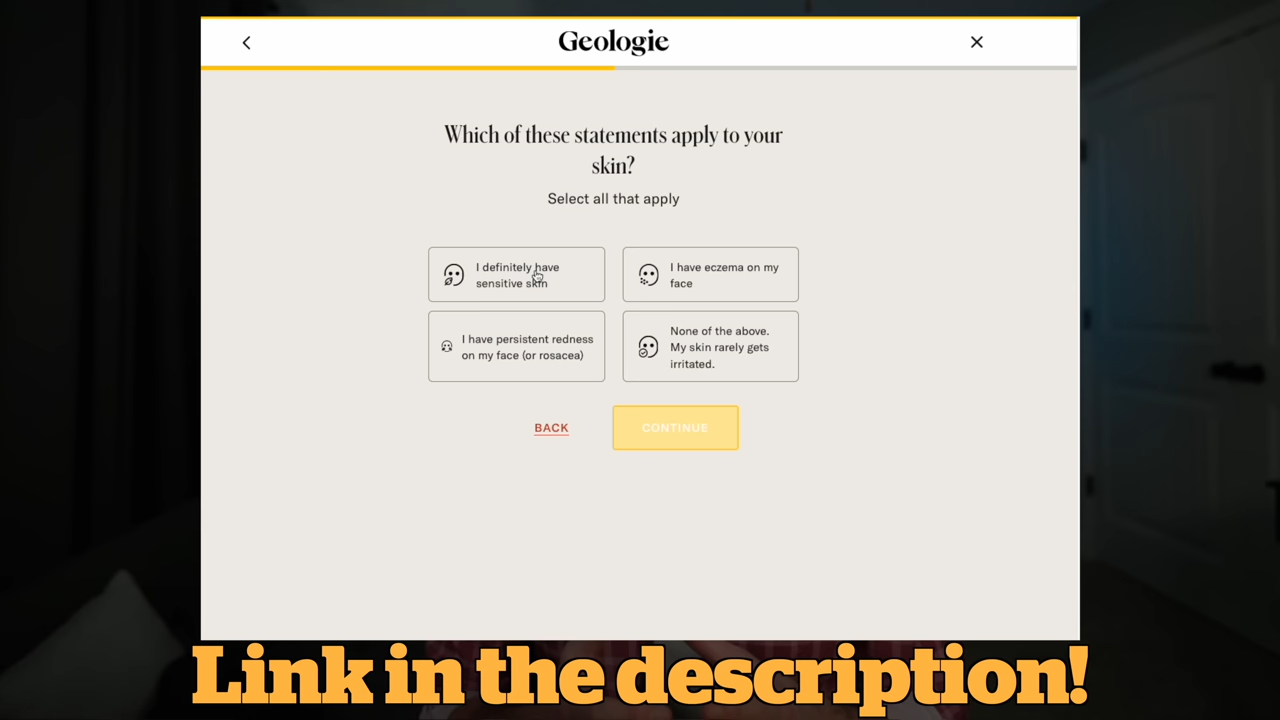 Geologie
Which of these statements apply to your
skin?
Select all that apply
I definitely have
sensitive skin
I have eczema on my
face
I have persistent redness
on my face (or rosacea)
None of the above.
My skin rarely gets
irritated.
BACK
CONTINUE
Link in the description!